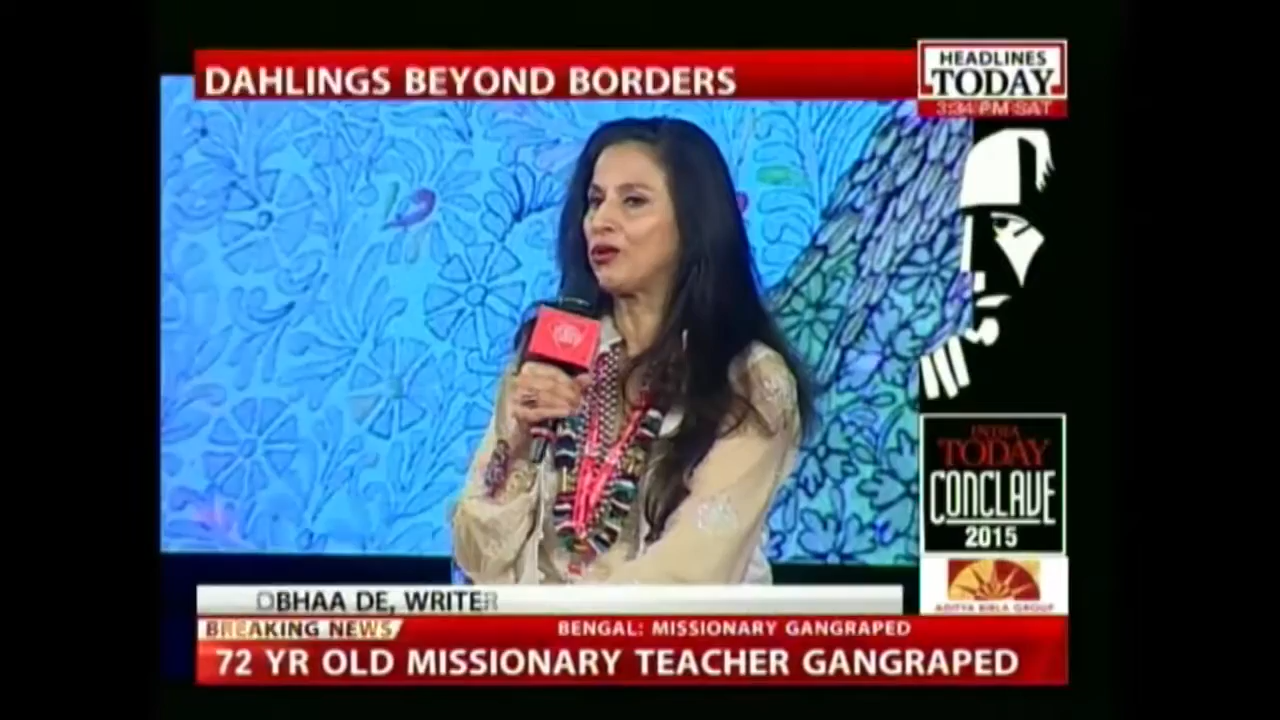 DAHLINGS BEYOND BORDERS
HEADLINES
TODAY
3:34 PM SAT
INDIA
TODAY
CONCLAVE
2015
ADITYA BIRLA GROUP
OBHAA DE, WRITER
BREAKING NEWS
BENGAL: MISSIONARY GANGRAPED
72 YR OLD MISSIONARY TEACHER GANGRAPED